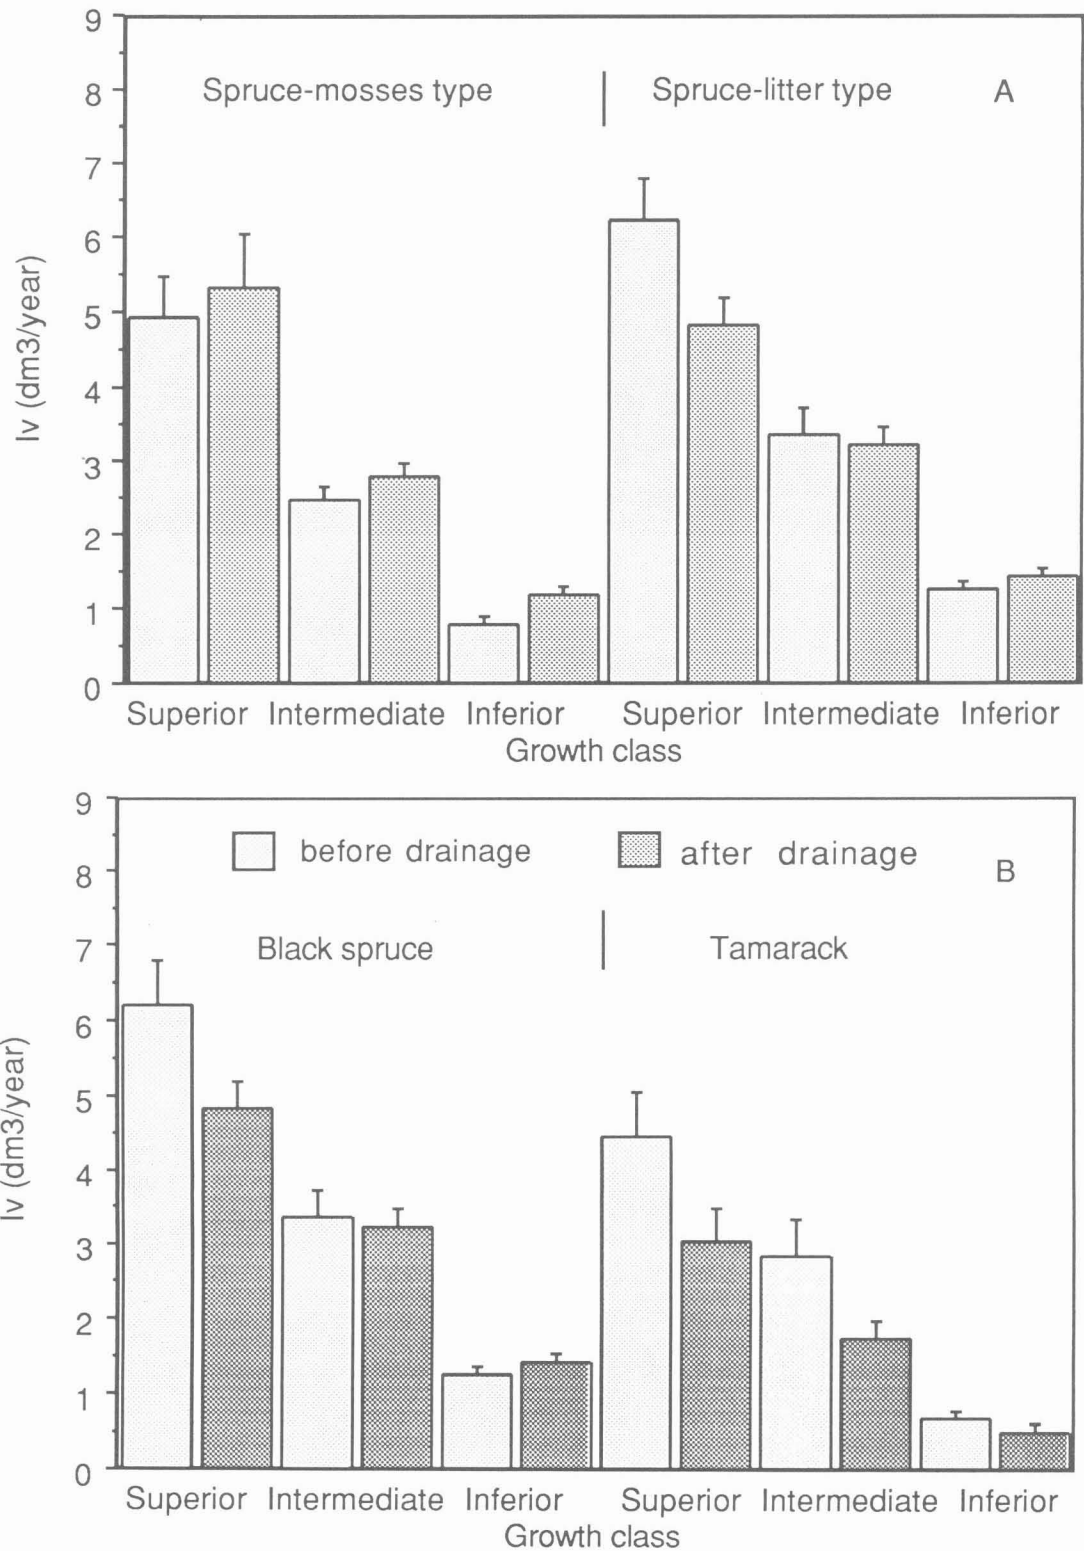 9
Spruce-mosses type | Spruce-litter type A
8
7
6
5
4
3
2
1
0
Iv (dm3/year)
Superior Intermediate Inferior Superior Intermediate Inferior
Growth class
9
before drainage after drainage B
8
Black spruce | Tamarack
7
6
5
4
3
2
1
0
Iv (dm3/year)
Superior Intermediate Inferior Superior Intermediate Inferior
Growth class